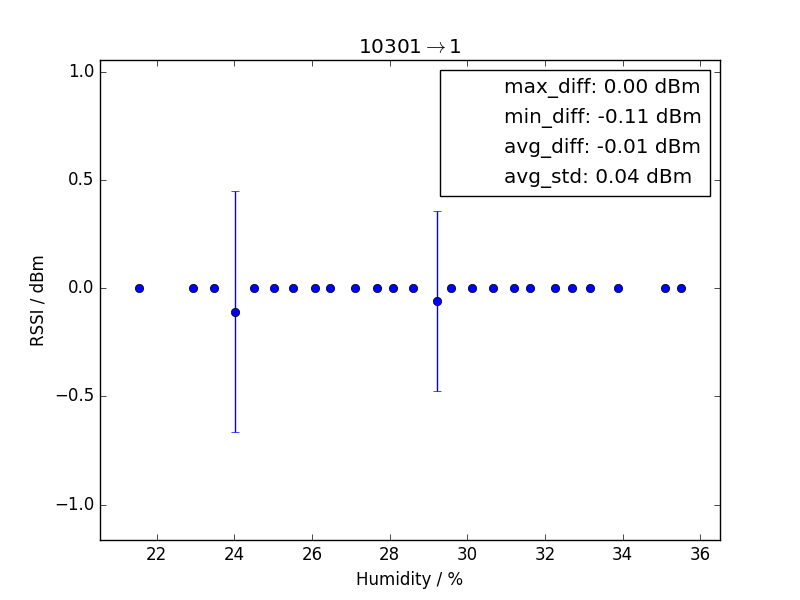 10301→1
max_diff: 0.00 dBm
min_diff: -0.11 dBm
avg_diff: -0.01 dBm
avg_std: 0.04 dBm
RSSI / dBm
1.0
0.5
0.0
−0.5
−1.0
22 24 26 28 30 32 34 36
Humidity / %